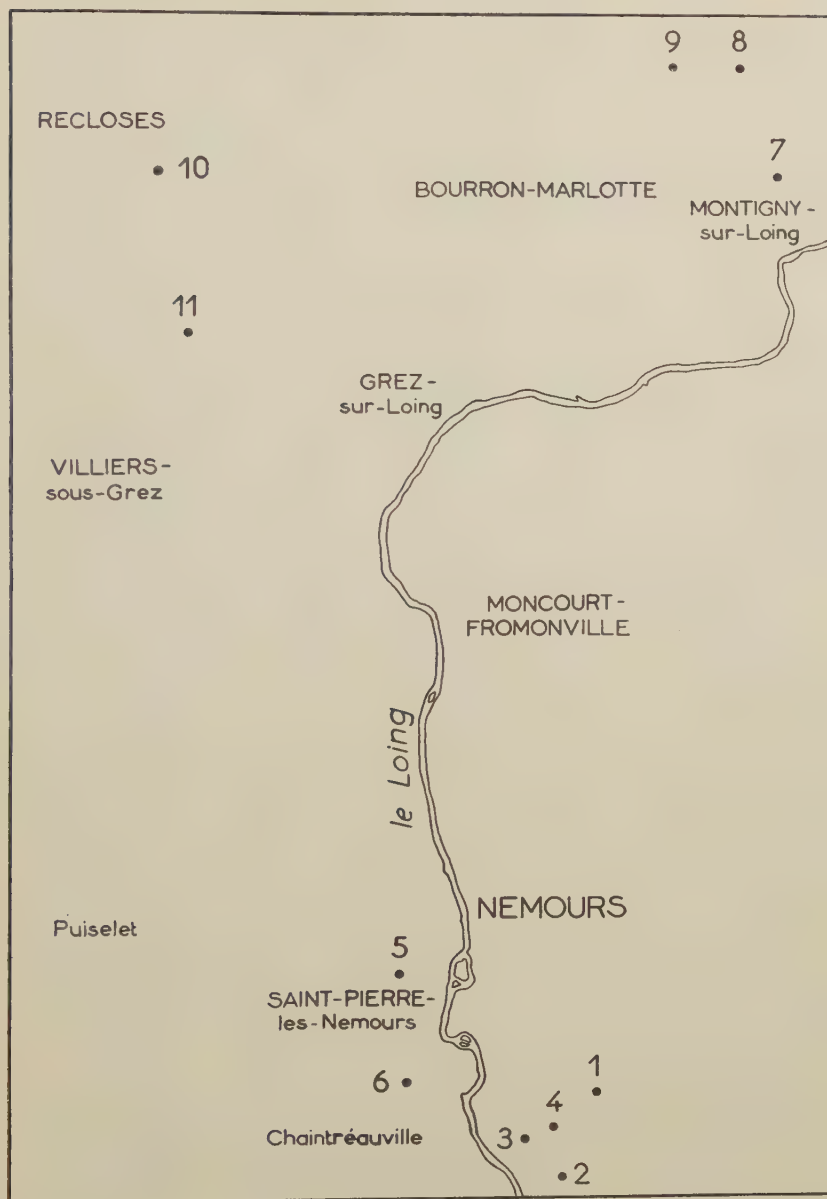 9
8
RECLOSES
10
7
BOURRON-MARLOTTE
MONTIGNY-
sur-Loing
11
GREZ-
sur-Loing
VILLIERS-
sous-Grez
MONCOURT-
FROMONVILLE
le Loing
NEMOURS
Puiselet
5
SAINT-PIERRE-
les-Nemours
6
1
4
Chaintréauville
3
2